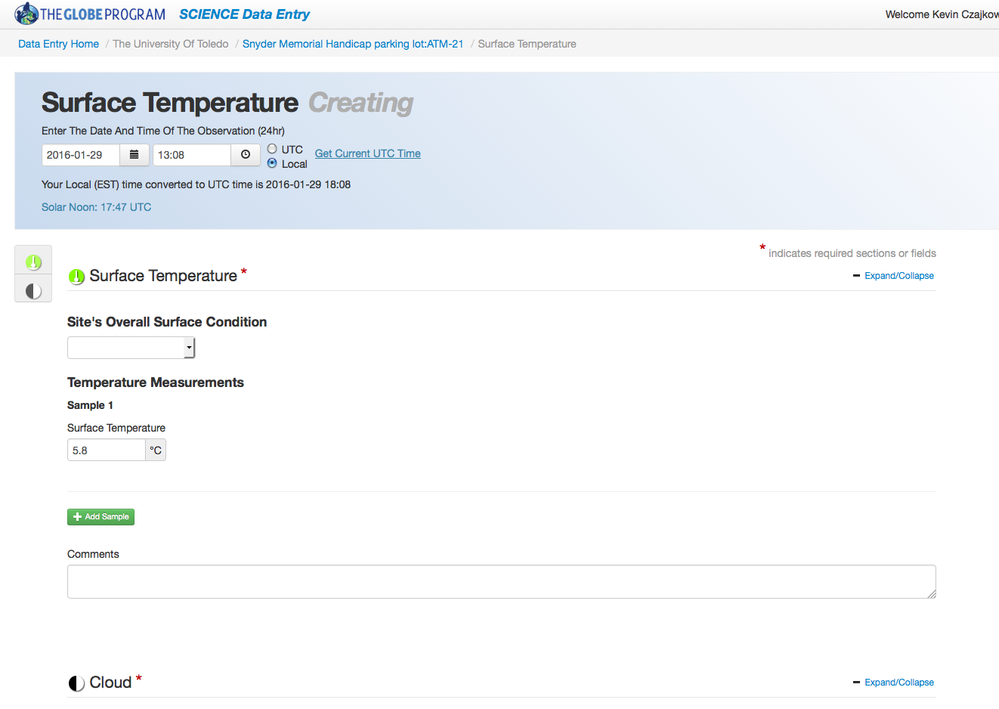 THE GLOBE PROGRAM SCIENCE Data Entry Welcome Kevin Czajkow
Data Entry Home / The University Of Toledo / Snyder Memorial Handicap parking lot:ATM-21 / Surface Temperature
Surface Temperature Creating
Enter The Date And Time Of The Observation (24hr)
2016-01-29 13:08 UTC Get Current UTC Time
Local
Your Local (EST) time converted to UTC time is 2016-01-29 18:08
Solar Noon: 17:47 UTC
* indicates required sections or fields
Surface Temperature * Expand/Collapse
Site's Overall Surface Condition
Temperature Measurements
Sample 1
Surface Temperature
5.8 °C
Add Sample
Comments
Cloud * Expand/Collapse